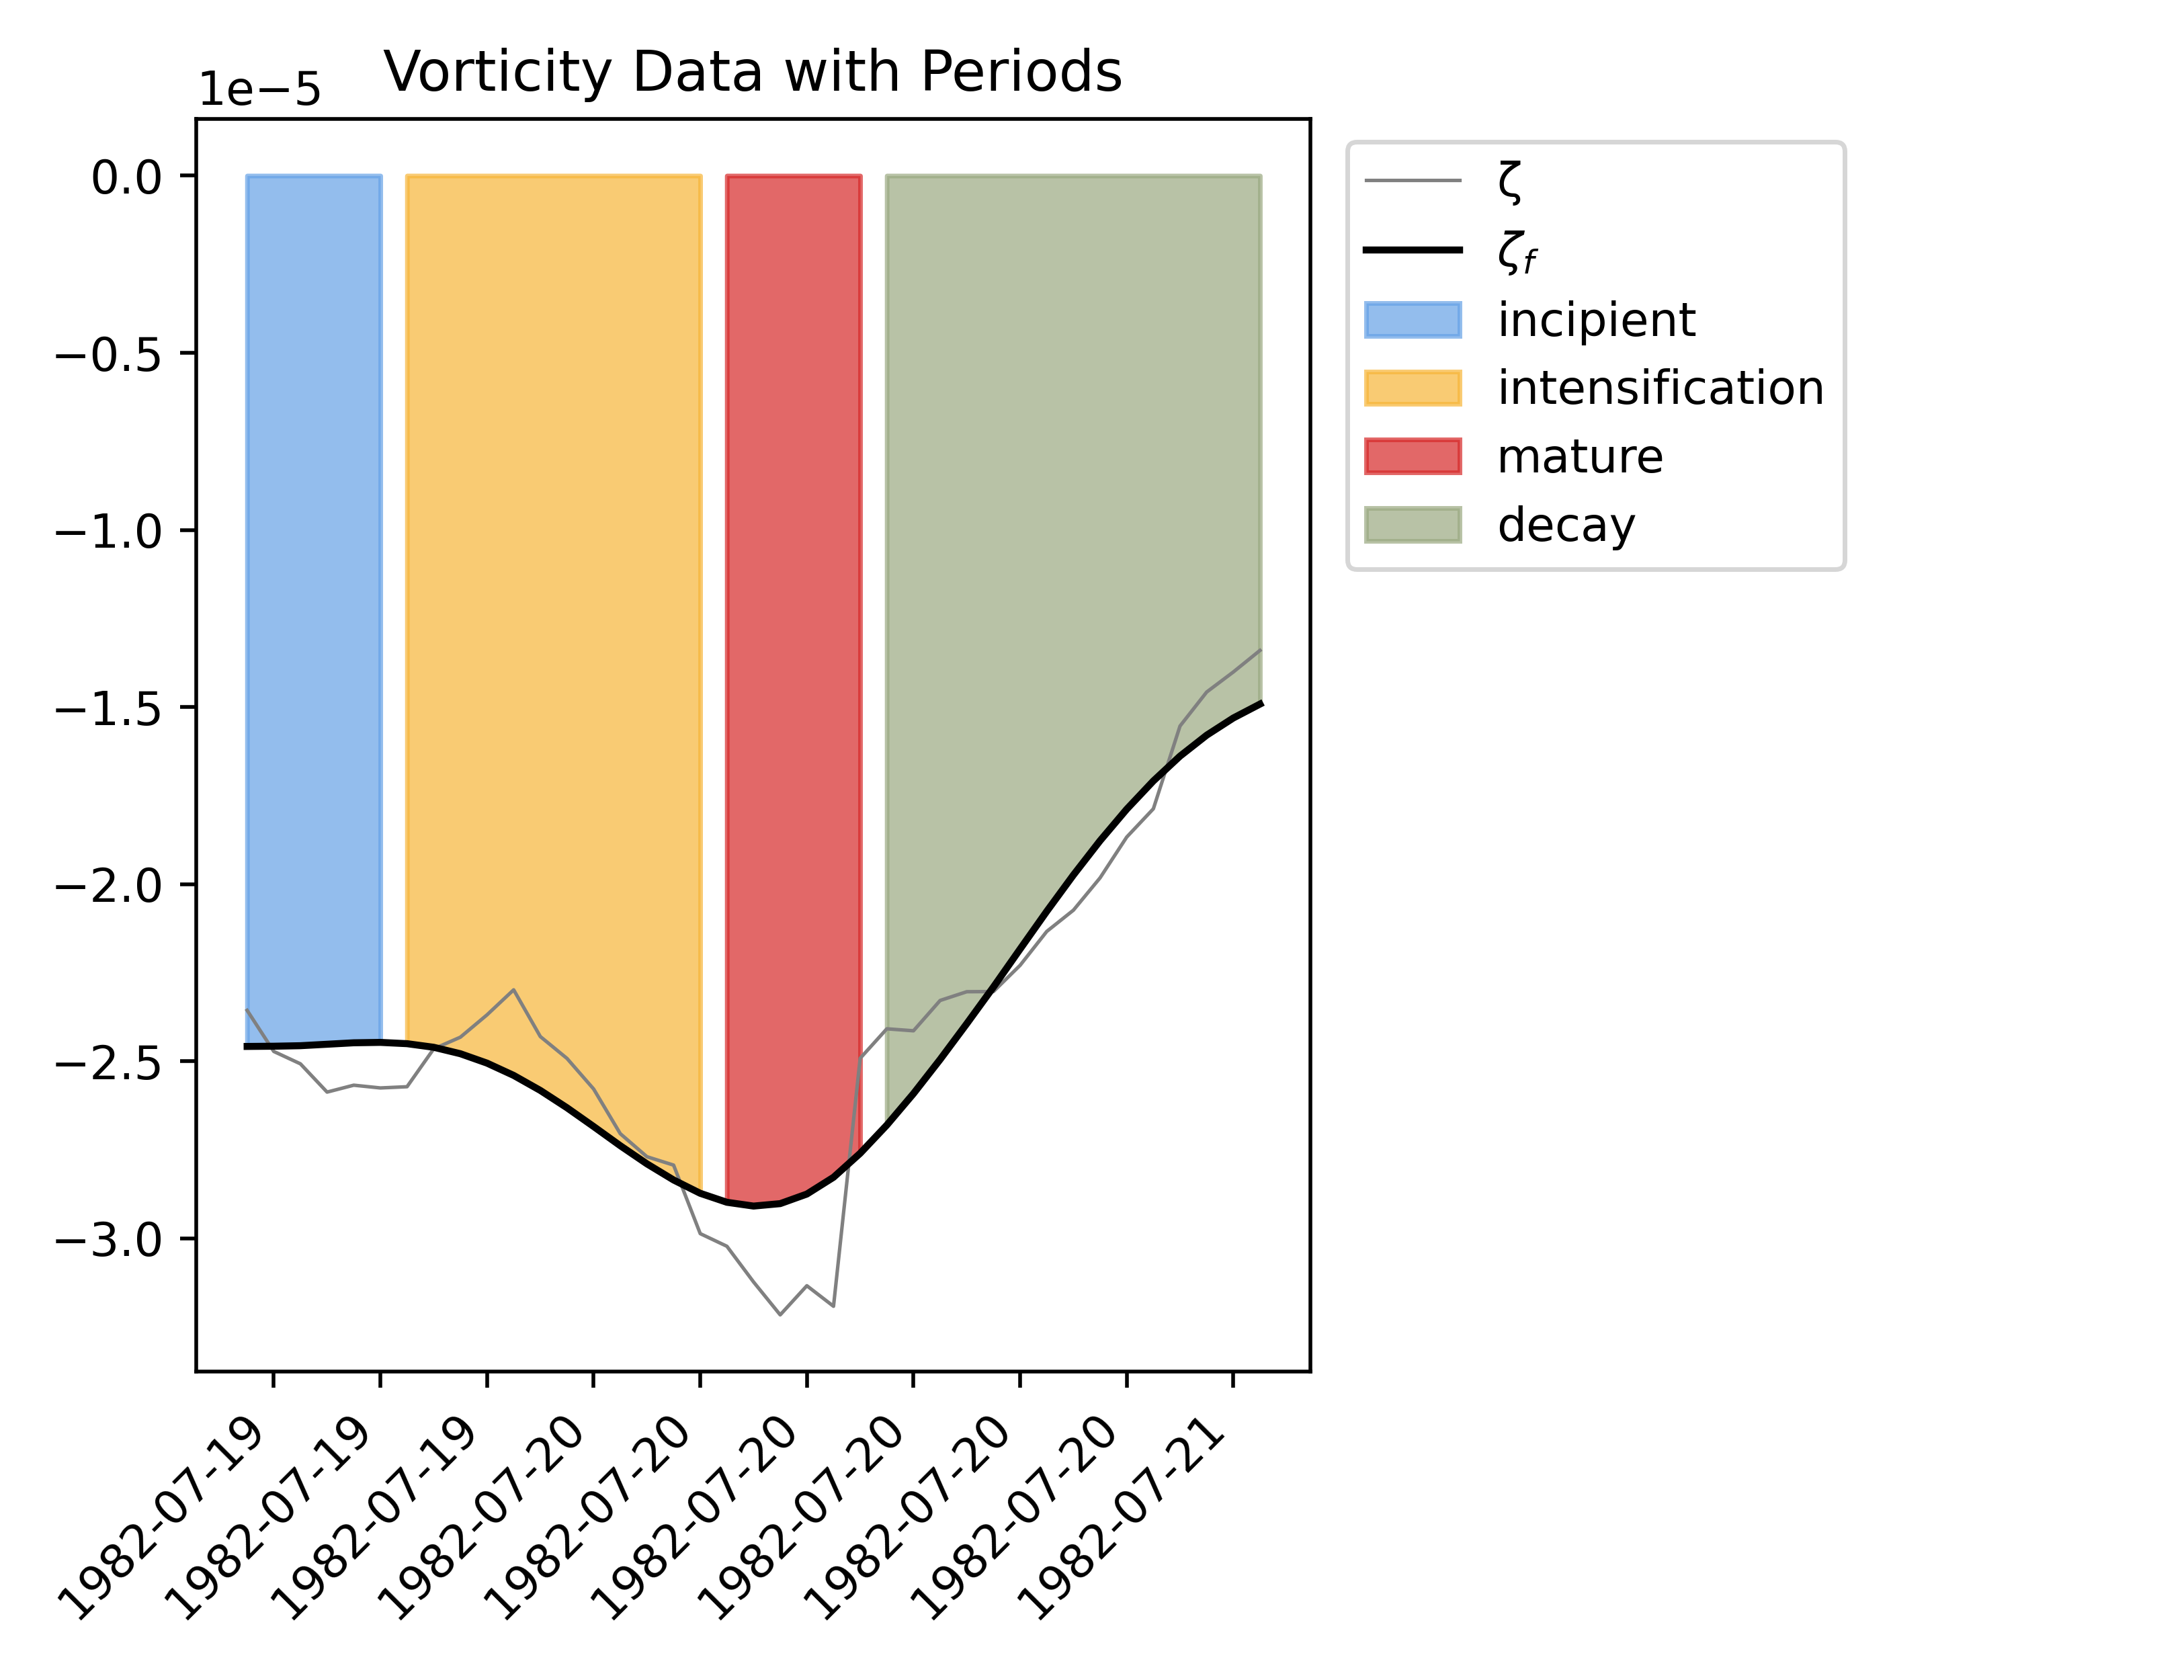 Vorticity Data with Periods
1e−5
0.0
−0.5
−1.0
−1.5
−2.0
−2.5
−3.0
1982-07-19
1982-07-19
1982-07-19
1982-07-20
1982-07-20
1982-07-20
1982-07-20
1982-07-20
1982-07-20
1982-07-21
ζ
ζf
incipient
intensification
mature
decay